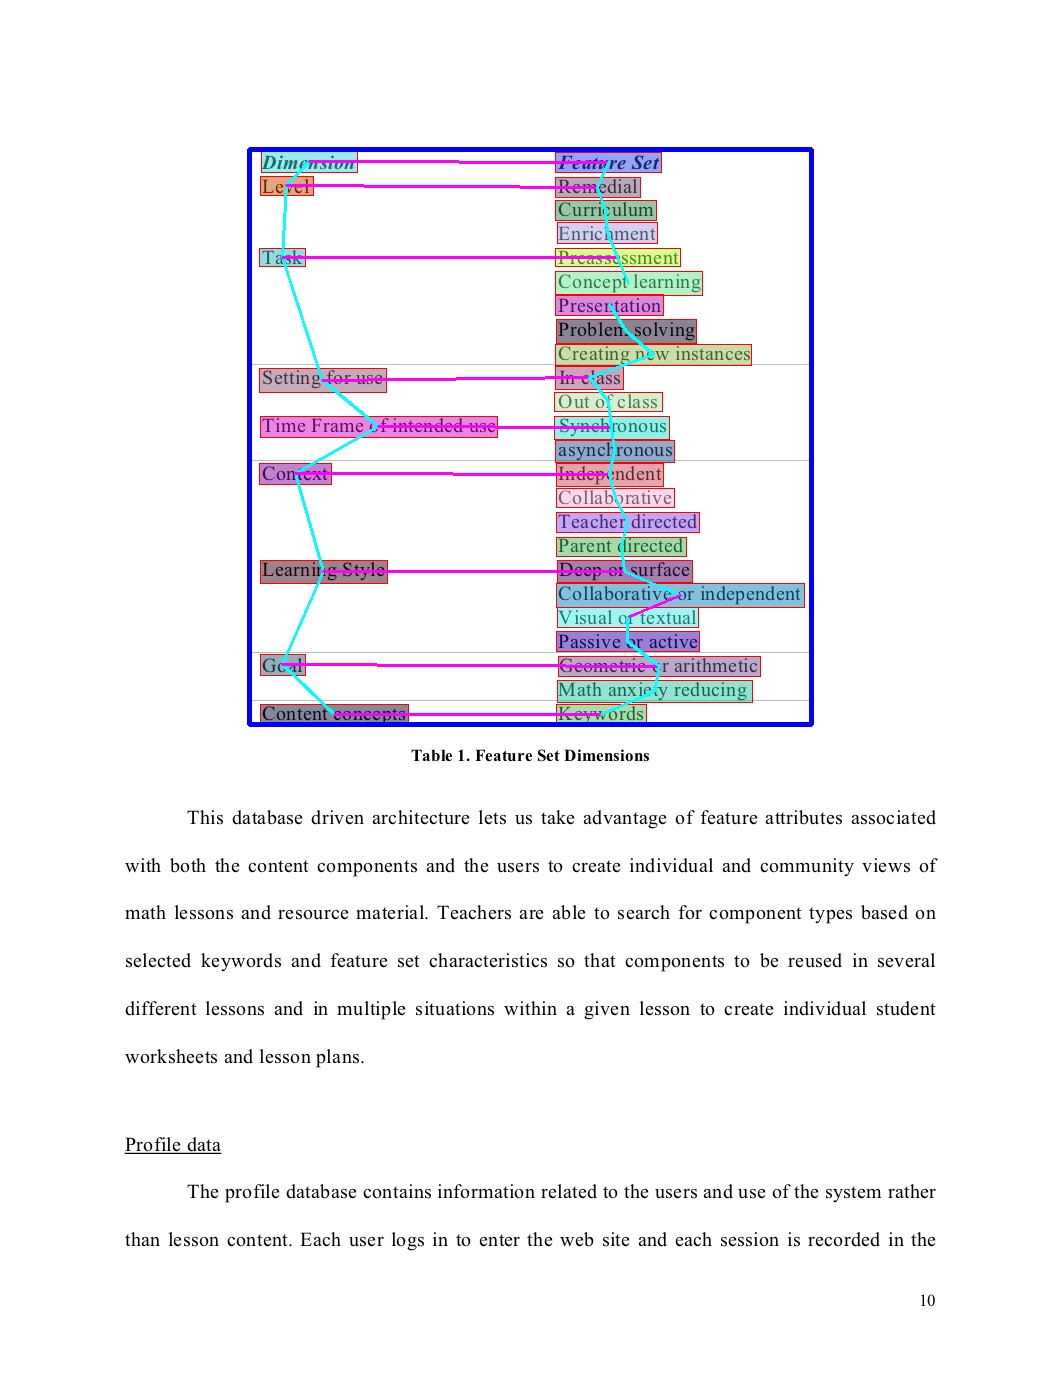 Dimension Feature Set
Level Remedial
Curriculum
Enrichment
Task Preassessment
Concept learning
Presentation
Problem solving
Creating new instances
Setting for use In class
Out of class
Time Frame of intended use Synchronous
asynchronous
Context Independent
Collaborative
Teacher directed
Parent directed
Learning Style Deep or surface
Collaborative or independent
Visual or textual
Passive or active
Goal Geometric or arithmetic
Math anxiety reducing
Content concepts Keywords
Table 1. Feature Set Dimensions
This database driven architecture lets us take advantage of feature attributes associated
with both the content components and the users to create individual and community views of
math lessons and resource material. Teachers are able to search for component types based on
selected keywords and feature set characteristics so that components to be reused in several
different lessons and in multiple situations within a given lesson to create individual student
worksheets and lesson plans.
Profile data
The profile database contains information related to the users and use of the system rather
than lesson content. Each user logs in to enter the web site and each session is recorded in the
10